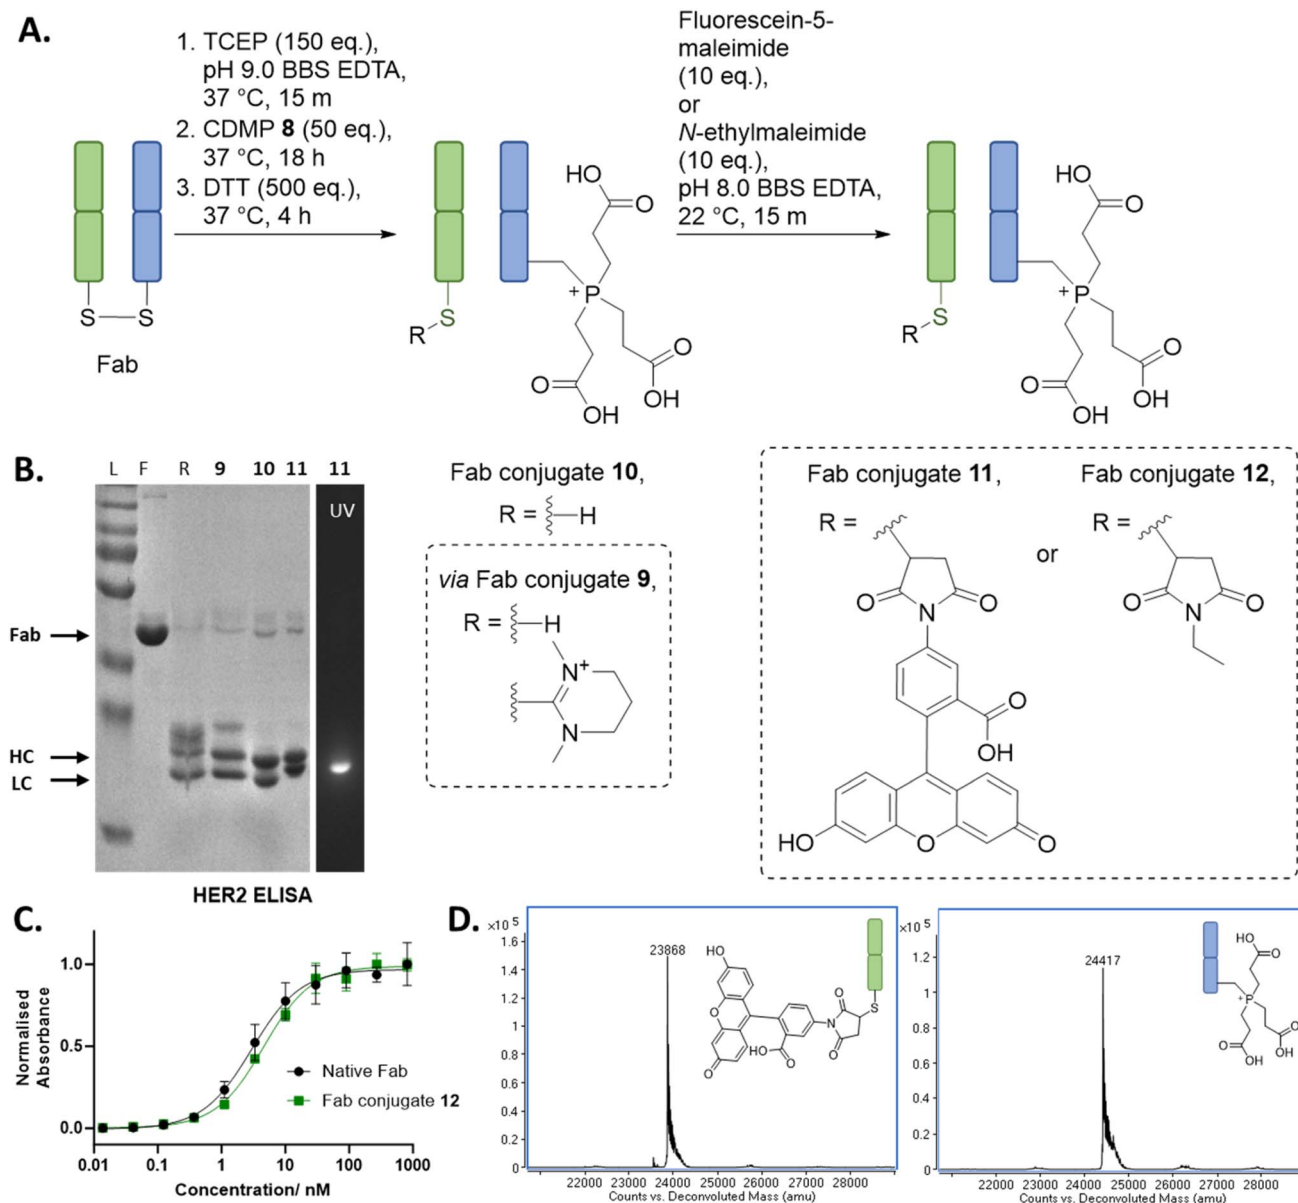 A.
1. TCEP (150 eq.),
pH 9.0 BBS EDTA,
37 °C, 15 m
2. CDMP 8 (50 eq.),
37 °C, 18 h
3. DTT (500 eq.),
37 °C, 4 h
Fluorescein-5-
maleimide
(10 eq.),
or
N-ethylmaleimide
(10 eq.),
pH 8.0 BBS EDTA,
22 °C, 15 m
S S
Fab
R S
HO O
+ P
O
OH
O
OH
R S
HO O
+ P
O
OH
O
OH
B.
L F R 9 10 11 11
UV
Fab
HC
LC
Fab conjugate 10,
R = H
via Fab conjugate 9,
R = H
N+
N
Fab conjugate 11,
R =
O N O
O
OH
HO O O
or
Fab conjugate 12,
R =
O N O
C.
HER2 ELISA
Normalised
Absorbance
1.0
0.5
0.0
Native Fab
Fab conjugate 12
0.01 0.1 1 10 100 1000
Concentration/ nM
D.
×10 5
1.6
1.4
1.2
1
0.8
0.6
0.4
0.2
0
23868
HO
O
O
HO O
O
N
O
S
22000 23000 24000 25000 26000 27000 28000
Counts vs. Deconvoluted Mass (amu)
×10 5
1.2
1
0.8
0.6
0.4
0.2
0
24417
HO O
+ P
O
OH
O
OH
22000 23000 24000 25000 26000 27000 28000
Counts vs. Deconvoluted Mass (amu)